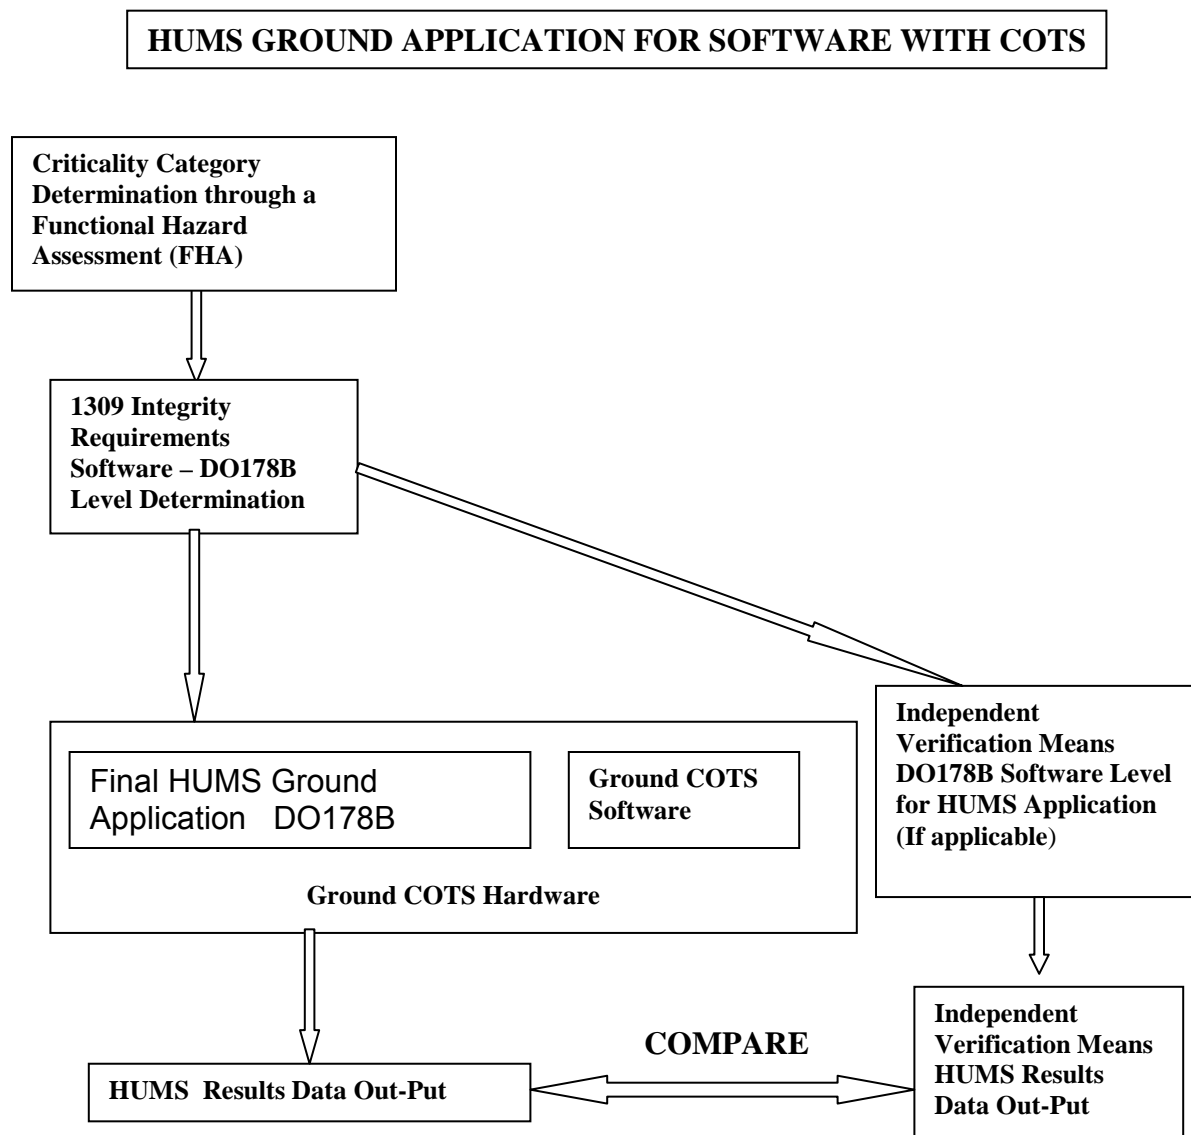 HUMS GROUND APPLICATION FOR SOFTWARE WITH COTS
Criticality Category
Determination through a
Functional Hazard
Assessment (FHA)
1309 Integrity
Requirements
Software – DO178B
Level Determination
Final HUMS Ground
Application DO178B
Ground COTS
Software
Ground COTS Hardware
Independent
Verification Means
DO178B Software Level
for HUMS Application
(If applicable)
HUMS Results Data Out-Put
COMPARE
Independent
Verification Means
HUMS Results
Data Out-Put